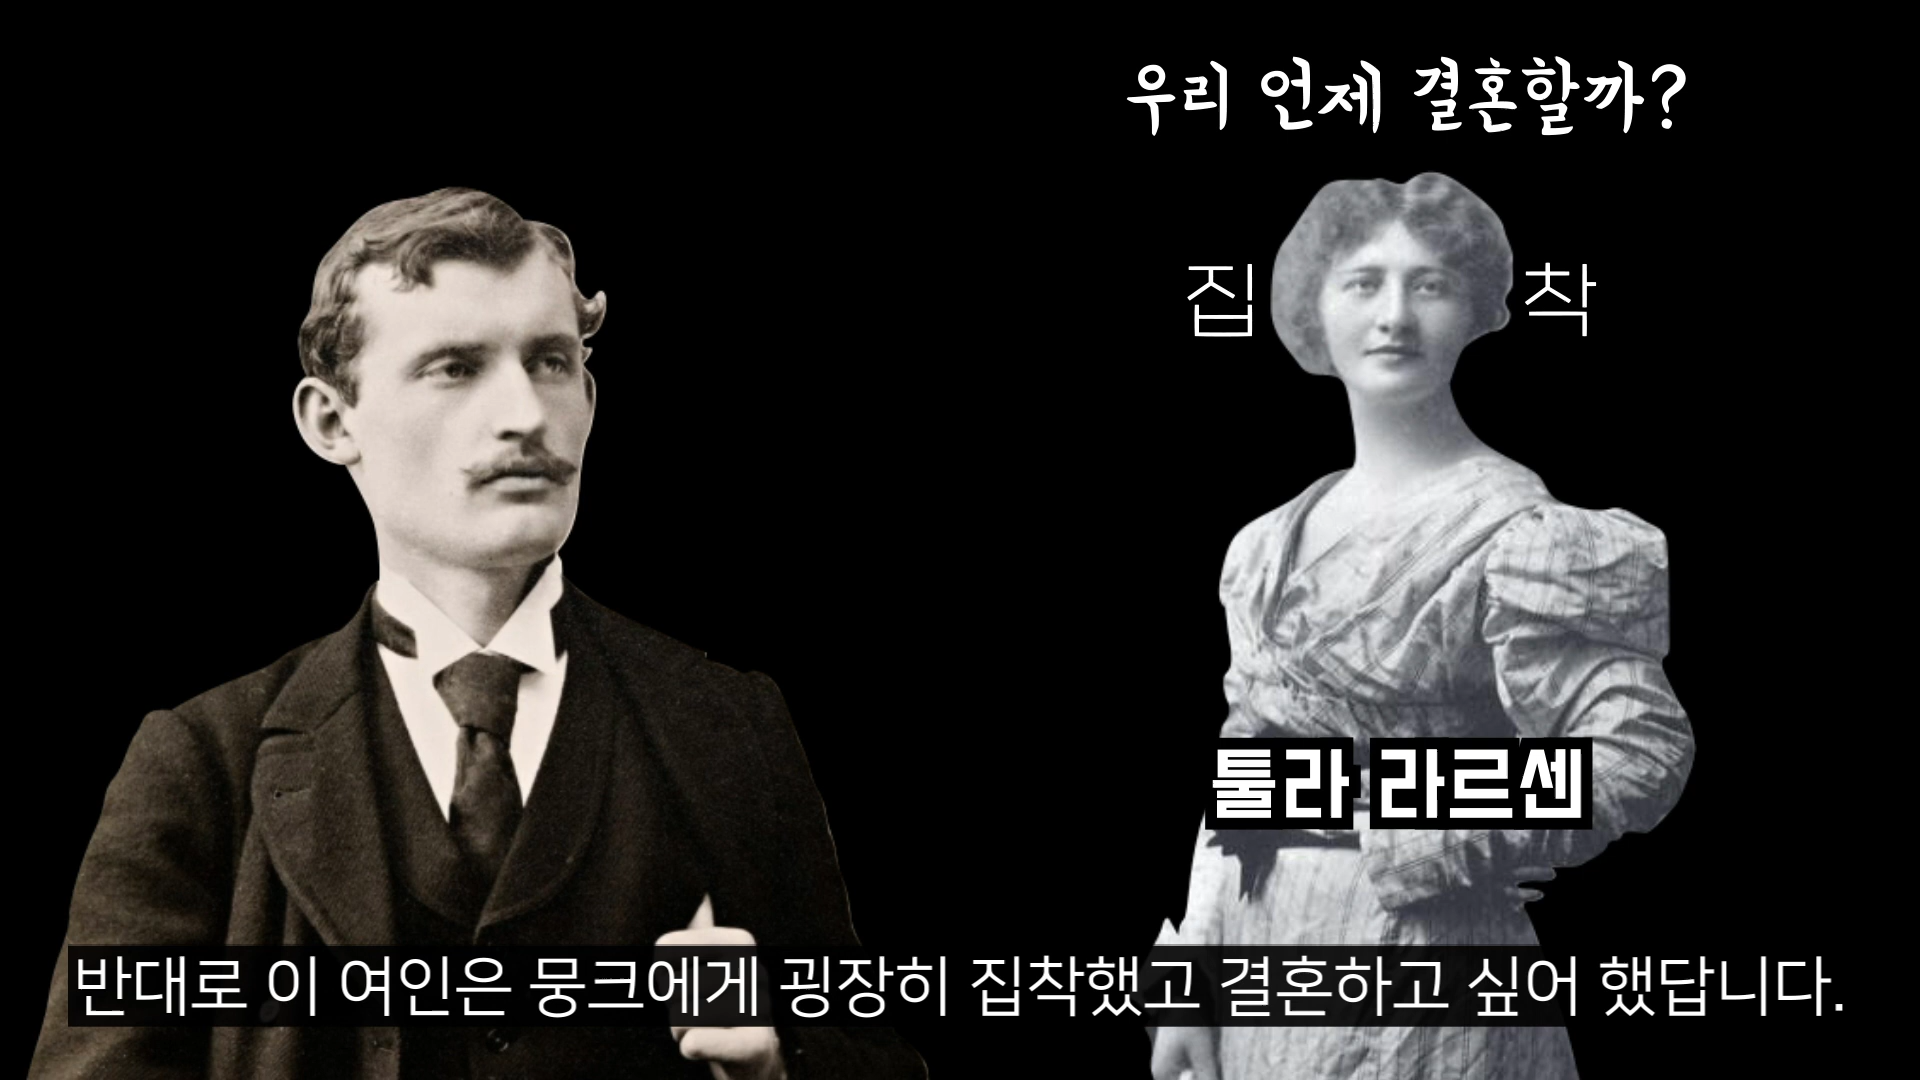 우리 언제 결혼할까?
집 착
툴라 라르센
반대로 이 여인은 뭉크에게 굉장히 집착했고 결혼하고 싶어 했답니다.